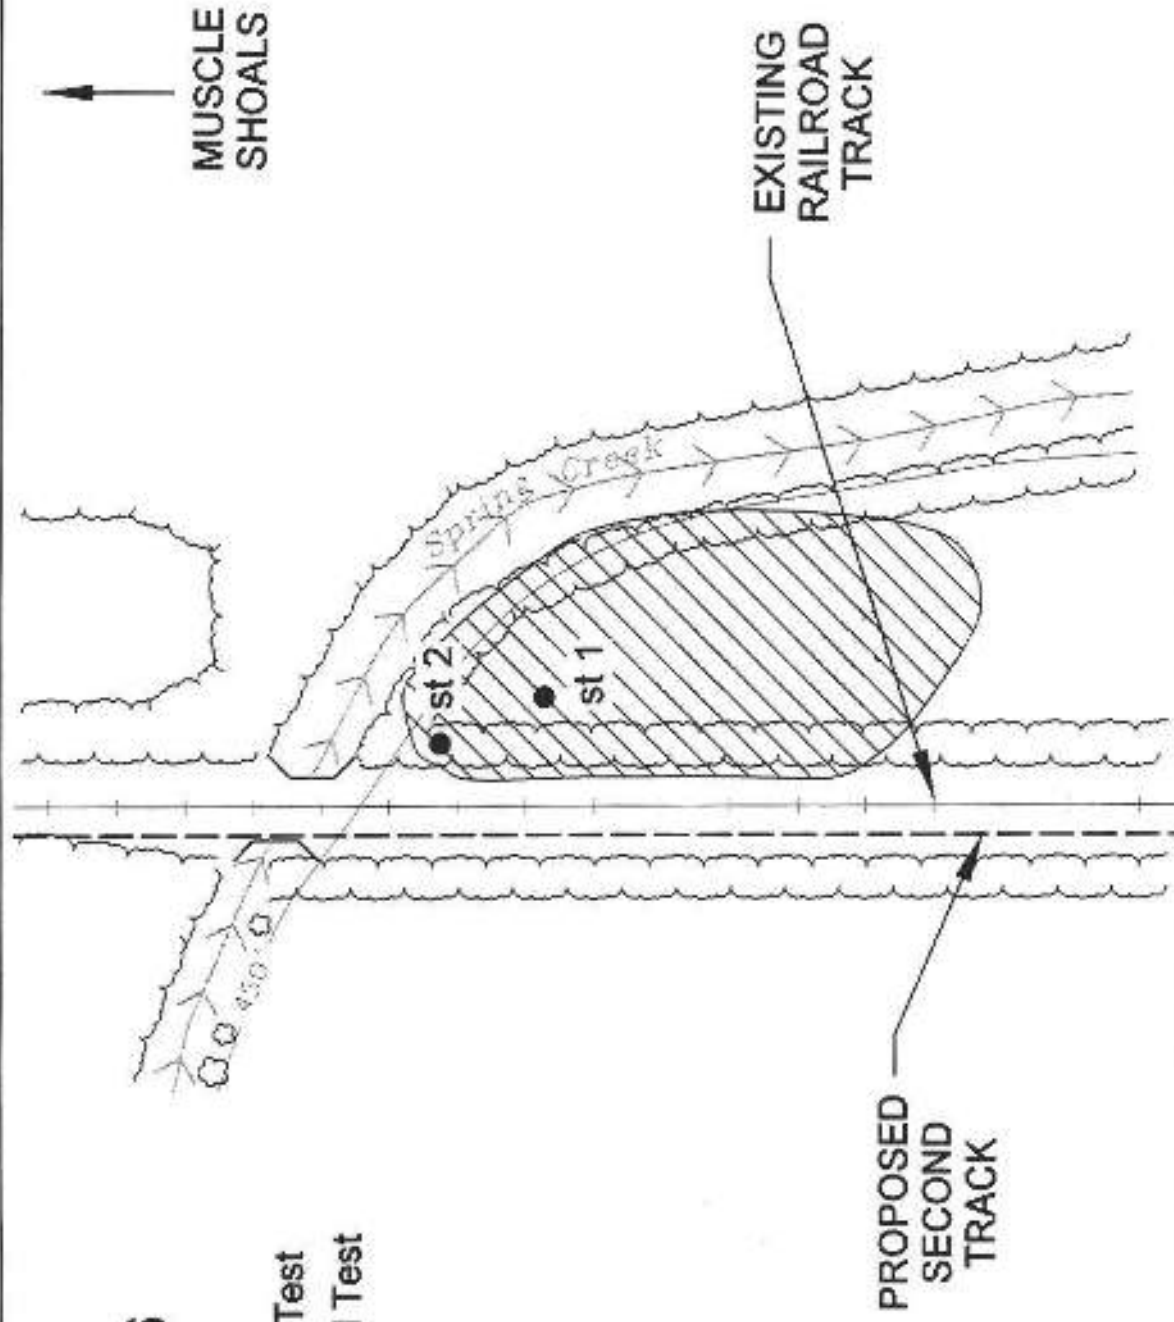 MUSCLE
SHOALS
EXISTING
RAILROAD
TRACK
Spring Creek
st 2
st 1
450
PROPOSED
SECOND
TRACK
Test
Test